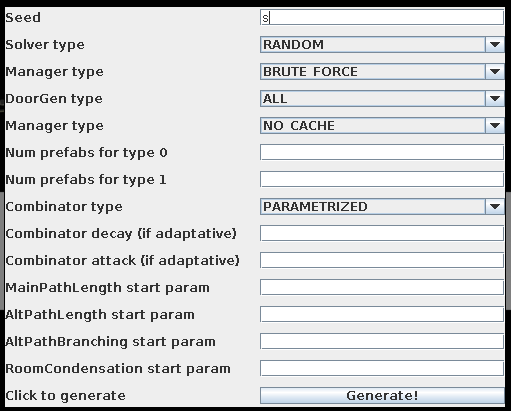 Seed s
Solver type RANDOM
Manager type BRUTE FORCE
DoorGen type ALL
Manager type NO CACHE
Num prefabs for type 0
Num prefabs for type 1
Combinator type PARAMETRIZED
Combinator decay (if adaptative)
Combinator attack (if adaptative)
MainPathLength start param
AltPathLength start param
AltPathBranching start param
RoomCondensation start param
Click to generate Generate!